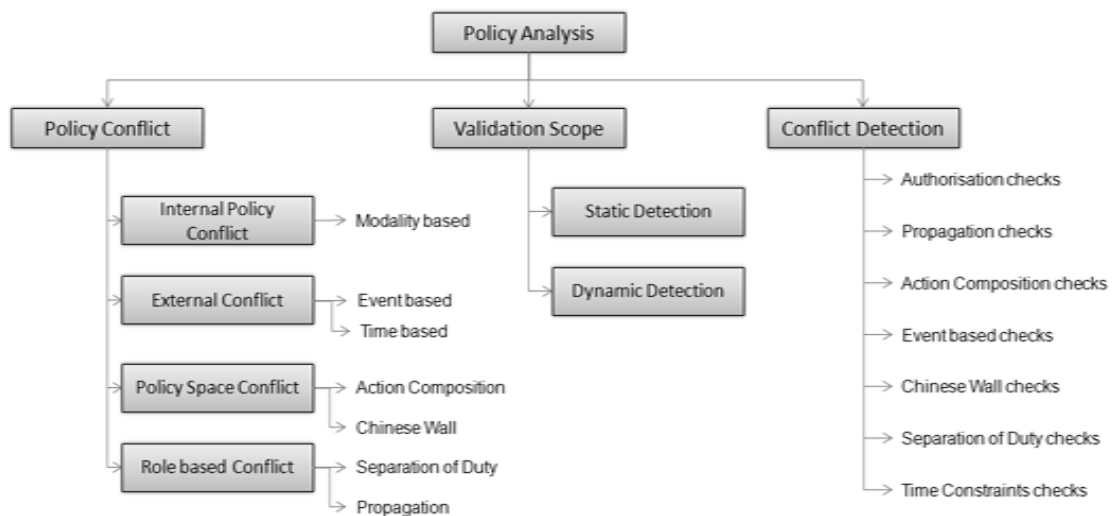 Policy Analysis
Policy Conflict
Validation Scope
Conflict Detection
Internal Policy
Conflict
Modality based
External Conflict
Event based
Time based
Policy Space Conflict
Action Composition
Chinese Wall
Role based Conflict
Separation of Duty
Propagation
Static Detection
Dynamic Detection
Authorisation checks
Propagation checks
Action Composition checks
Event based checks
Chinese Wall checks
Separation of Duty checks
Time Constraints checks